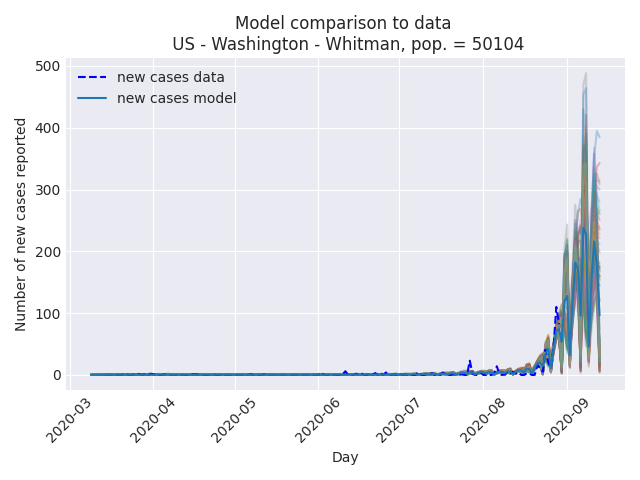 Model comparison to data
US - Washington - Whitman, pop. = 50104
new cases data
new cases model
Number of new cases reported
500
400
300
200
100
0
2020-03
2020-04
2020-05
2020-06
2020-07
2020-08
2020-09
Day